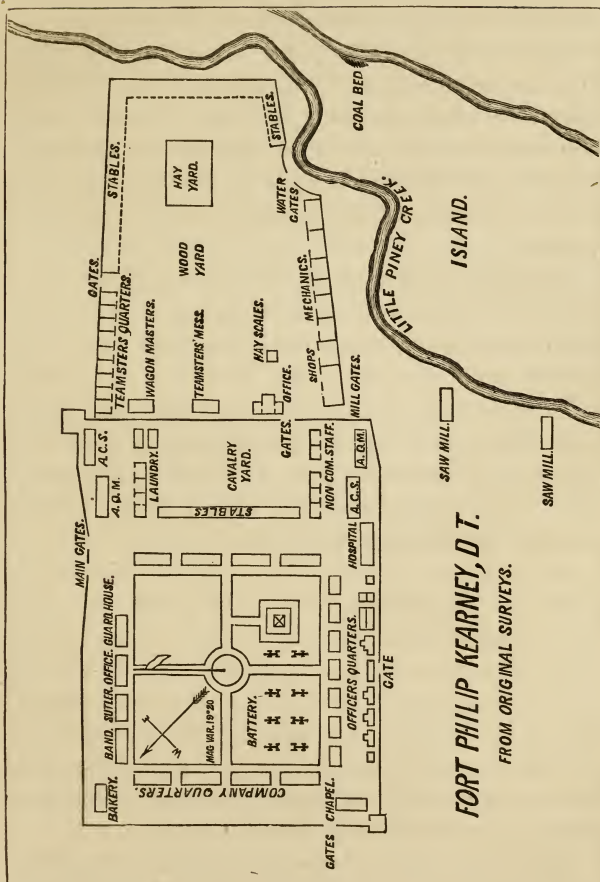 STABLES.
HAY
YARD.
STABLES.
COAL BED
GATES.
WOOD
YARD
WATER
GATES,
LITTLE PINEY CREEK.
ISLAND.
TEAMSTERS QUARTERS.
WAGON MASTERS.
TEAMSTERS' MESS.
HAY SCALES.
OFFICE.
SHOPS
MECHANICS.
MILL GATES.
SAW MILL.
SAW MILL.
A.C.S.
A.Q.M.
LAUNDRY.
CAVALRY
YARD.
GATES.
NON COM. STAFF.
A.Q.M.
A.C.S.
STABLES
HOSPITAL
MAIN GATES.
GUARD HOUSE.
OFFICE.
SUTLER.
BAND.
BAKERY.
W
MAG VAR. 19°20
BATTERY.
OFFICERS QUARTERS.
GATE
COMPANY QUARTERS.
CHAPEL.
GATES
FORT PHILIP KEARNEY, D T.
FROM ORIGINAL SURVEYS.